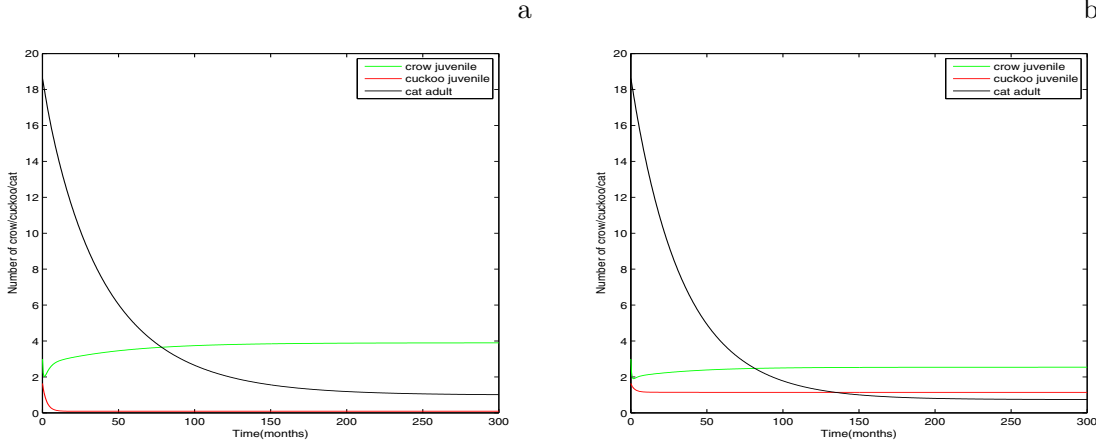 a
20
18
16
14
12
10
8
6
4
2
0
Number of crow/cuckoo/cat
crow juvenile
cuckoo juvenile
cat adult
0 50 100 150 200 250 300
Time(months)
b
20
18
16
14
12
10
8
6
4
2
0
Number of crow/cuckoo/cat
crow juvenile
cuckoo juvenile
cat adult
0 50 100 150 200 250 300
Time(months)